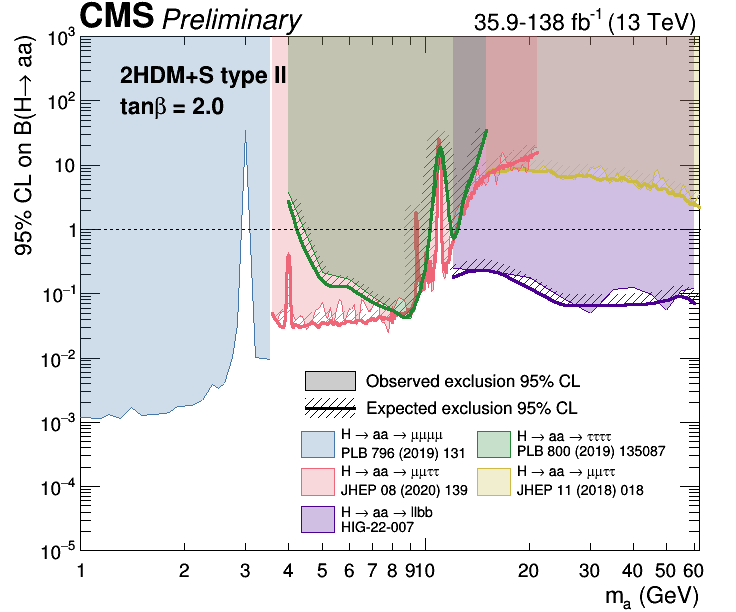 CMS Preliminary 35.9-138 fb⁻¹ (13 TeV)
95% CL on B(H→ aa)
10³
10²
10
1
10⁻¹
10⁻²
10⁻³
10⁻⁴
10⁻⁵
2HDM+S type II
tanβ = 2.0
Observed exclusion 95% CL
Expected exclusion 95% CL
H → aa → μμμμ
PLB 796 (2019) 131
H → aa → ττττ
PLB 800 (2019) 135087
H → aa → μμττ
JHEP 08 (2020) 139
H → aa → μμττ
JHEP 11 (2018) 018
H → aa → llbb
HIG-22-007
1 2 3 4 5 6 7 8 910 20 30 40 50 60
mₐ (GeV)